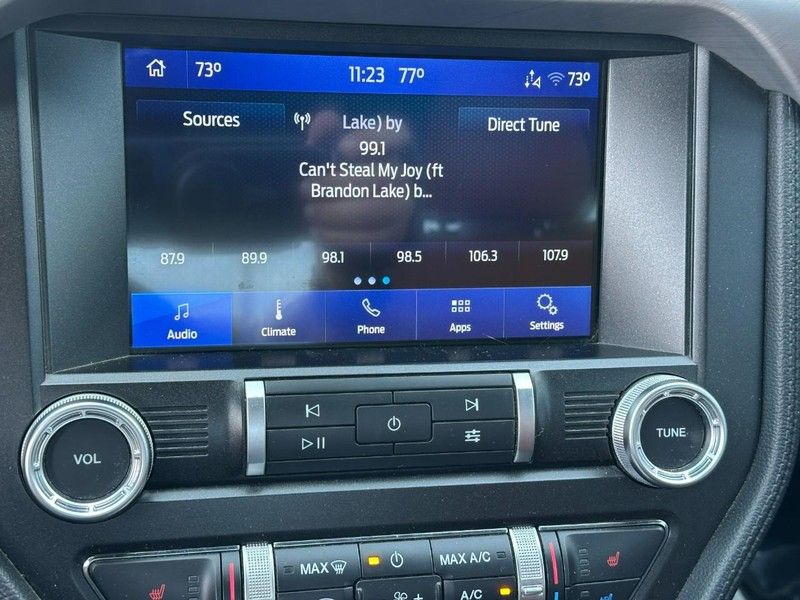 73° 11:23 77° 73°
Sources Lake) by Direct Tune
99.1
Can't Steal My Joy (ft
Brandon Lake) b...
87.9 89.9 98.1 98.5 106.3 107.9
Audio Climate Phone Apps Settings
VOL TUNE
MAX MAX A/C
+ A/C